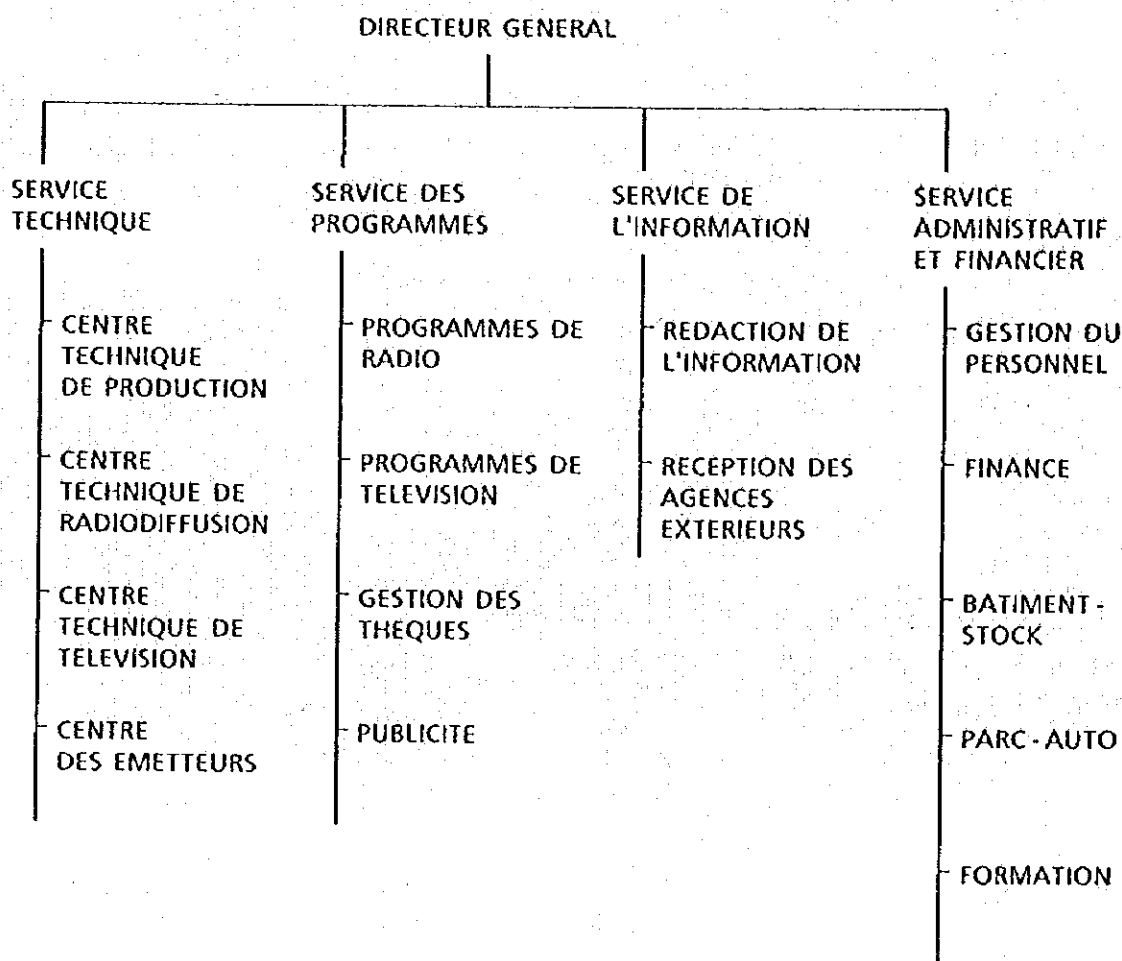 DIRECTEUR GENERAL
SERVICE
TECHNIQUE
CENTRE
TECHNIQUE
DE PRODUCTION
CENTRE
TECHNIQUE DE
RADIODIFFUSION
CENTRE
TECHNIQUE DE
TELEVISION
CENTRE
DES EMETTEURS
SERVICE DES
PROGRAMMES
PROGRAMMES DE
RADIO
PROGRAMMES DE
TELEVISION
GESTION DES
THEQUES
PUBLICITE
SERVICE DE
L'INFORMATION
REDACTION DE
L'INFORMATION
RECEPTION DES
AGENCES
EXTERIEURS
SERVICE
ADMINISTRATIF
ET FINANCIER
GESTION DU
PERSONNEL
FINANCE
BATIMENT -
STOCK
PARC - AUTO
FORMATION